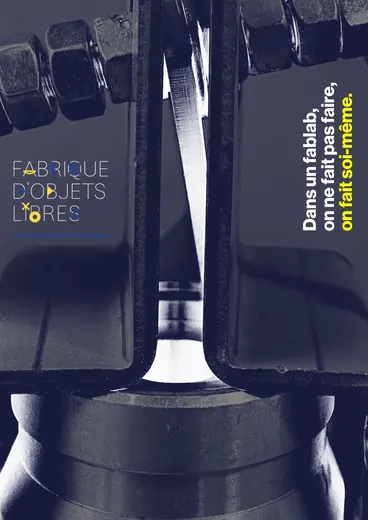 FABRIQUE
D'OBJETS
LIBRES
Dans un fablab,
on ne fait pas faire,
on fait soi-même.